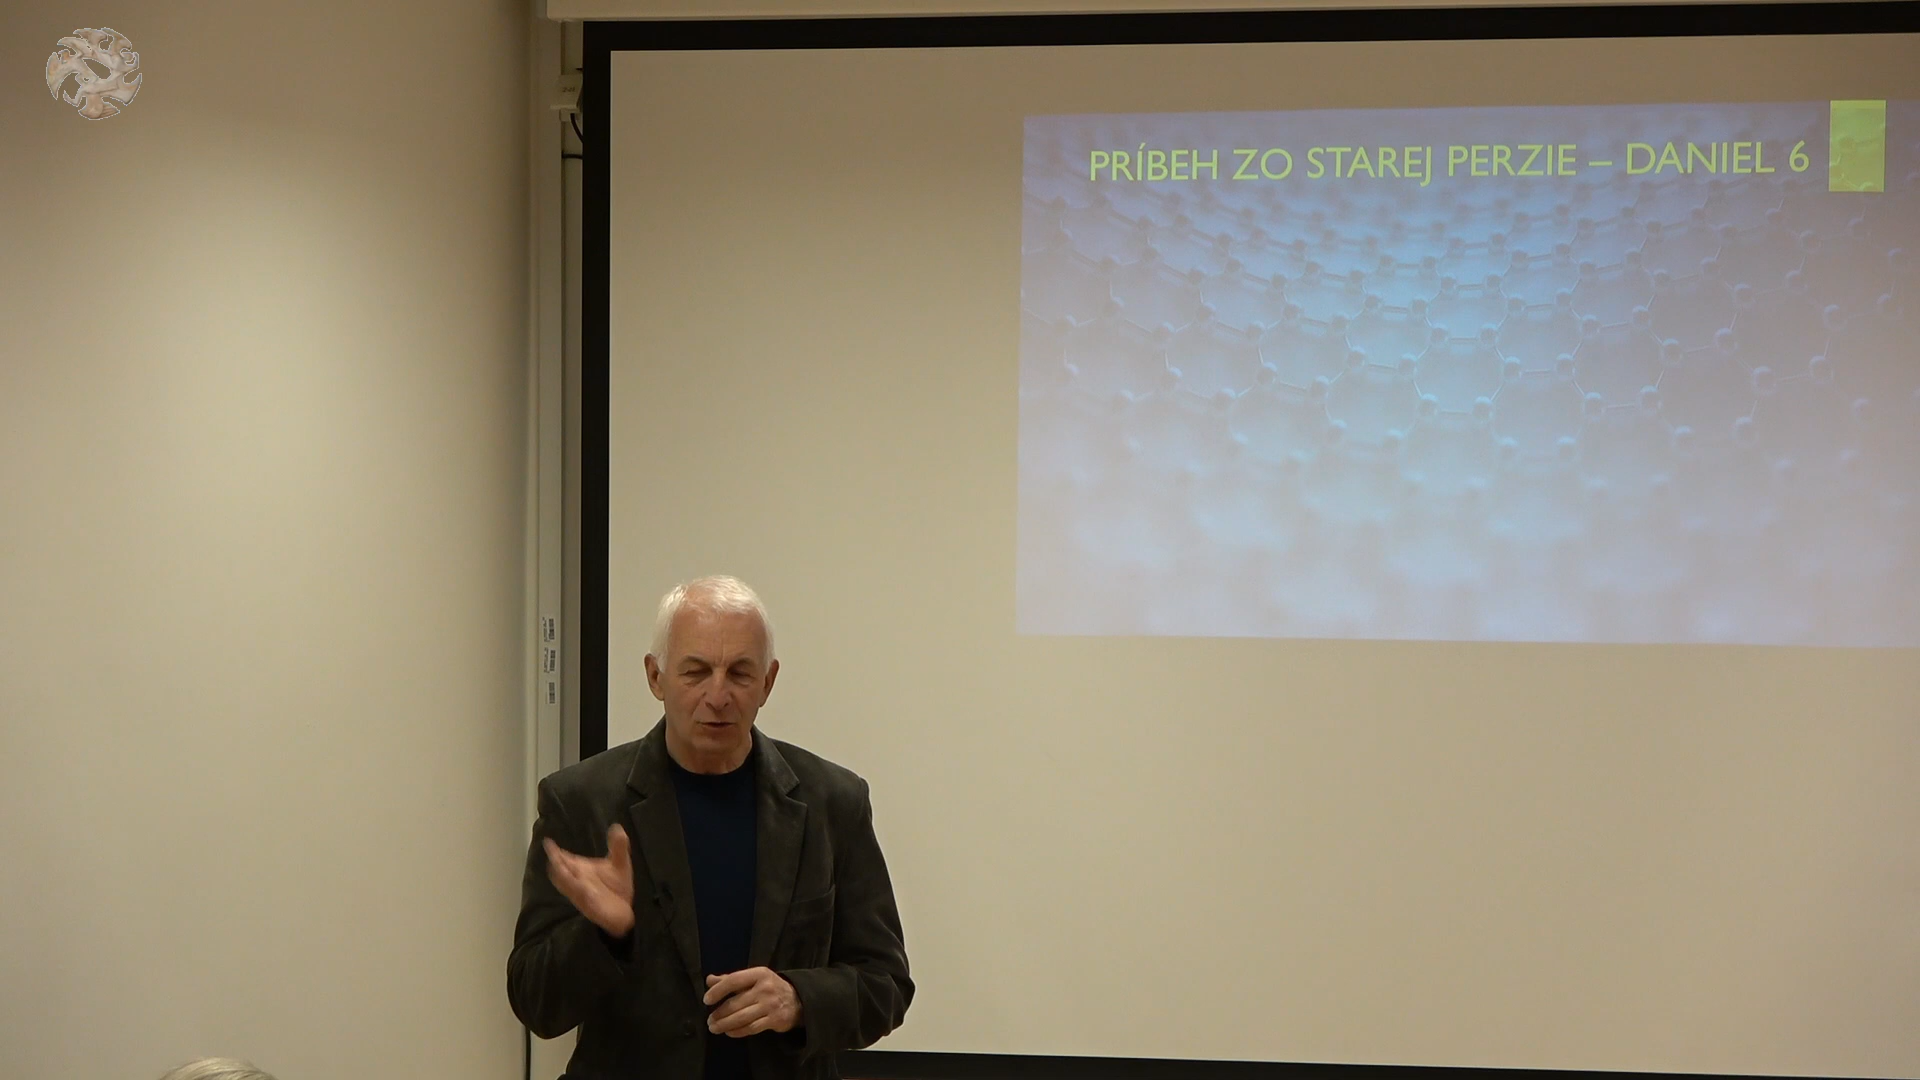 PRÍBEH ZO STAREJ PERZIE – DANIEL 6